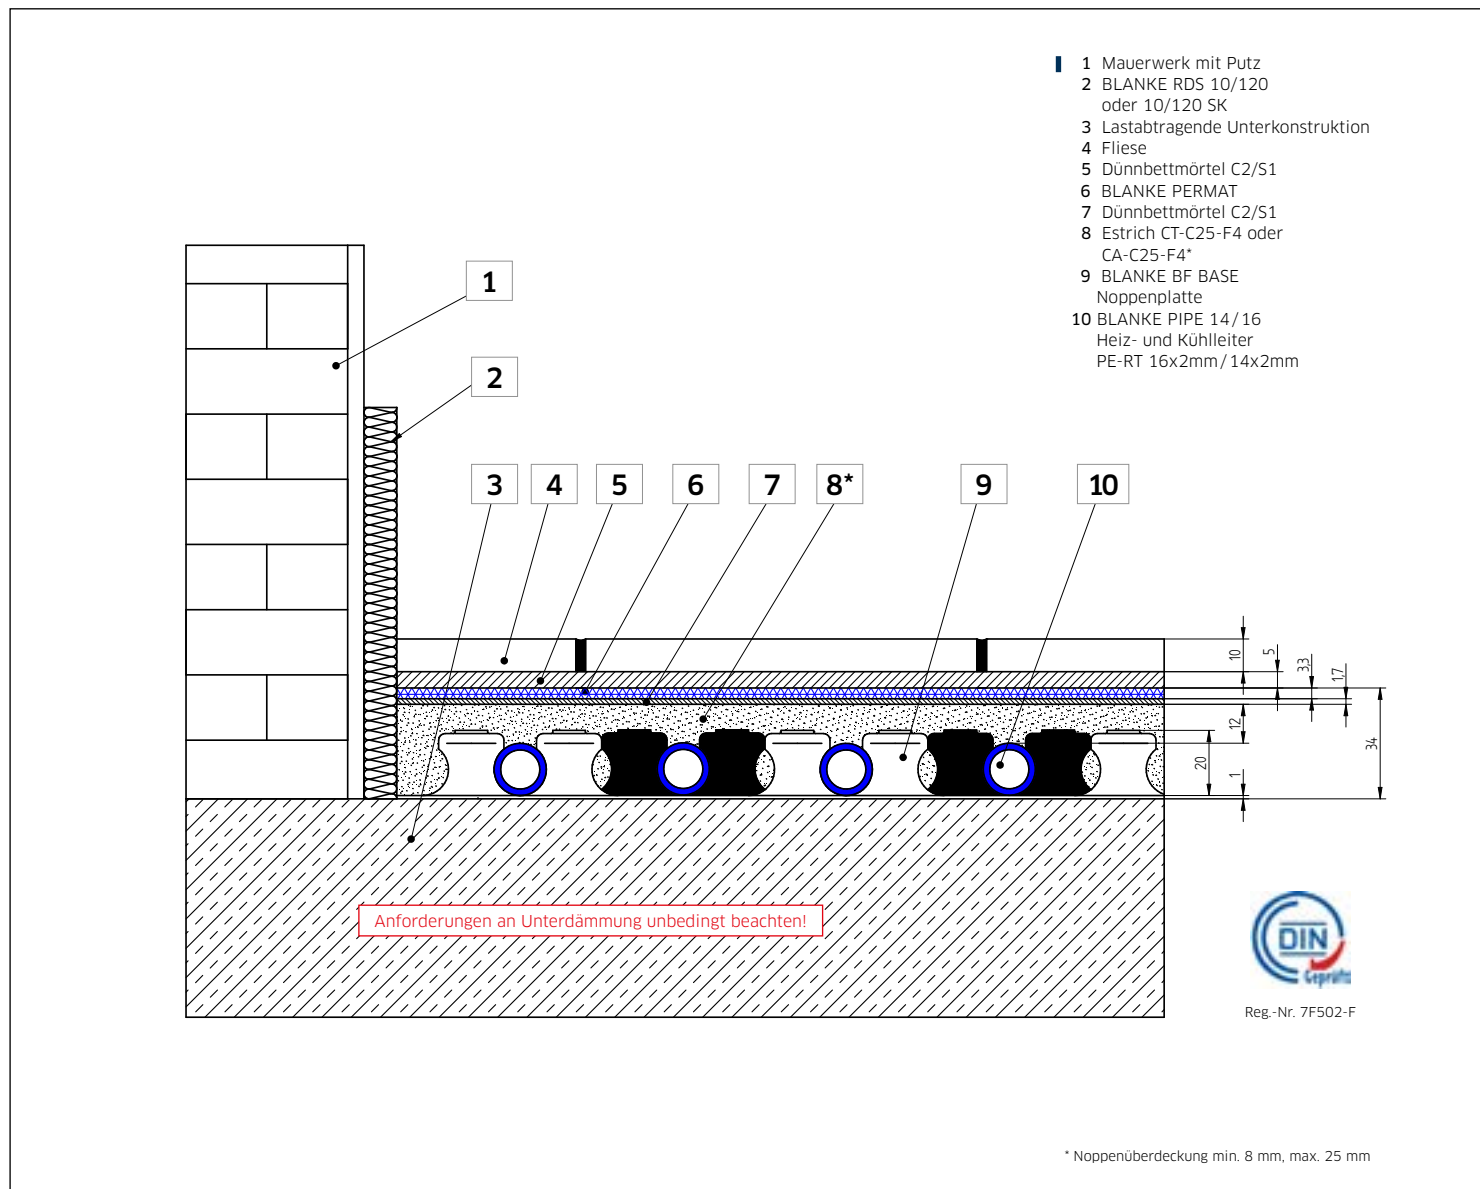 1 Mauerwerk mit Putz
2 BLANKE RDS 10/120
oder 10/120 SK
3 Lastabtragende Unterkonstruktion
4 Fliese
5 Dünnbettmörtel C2/S1
6 BLANKE PERMAT
7 Dünnbettmörtel C2/S1
8 Estrich CT-C25-F4 oder
CA-C25-F4*
9 BLANKE BF BASE
Noppenplatte
10 BLANKE PIPE 14/16
Heiz- und Kühlleiter
PE-RT 16x2mm/14x2mm
1
2
3 4 5 6 7 8* 9 10
10
5
3,3
1,7
12
34
20
1
Anforderungen an Unterdämmung unbedingt beachten!
DIN
Geprüft
Reg.-Nr. 7F502-F
* Noppenüberdeckung min. 8 mm, max. 25 mm